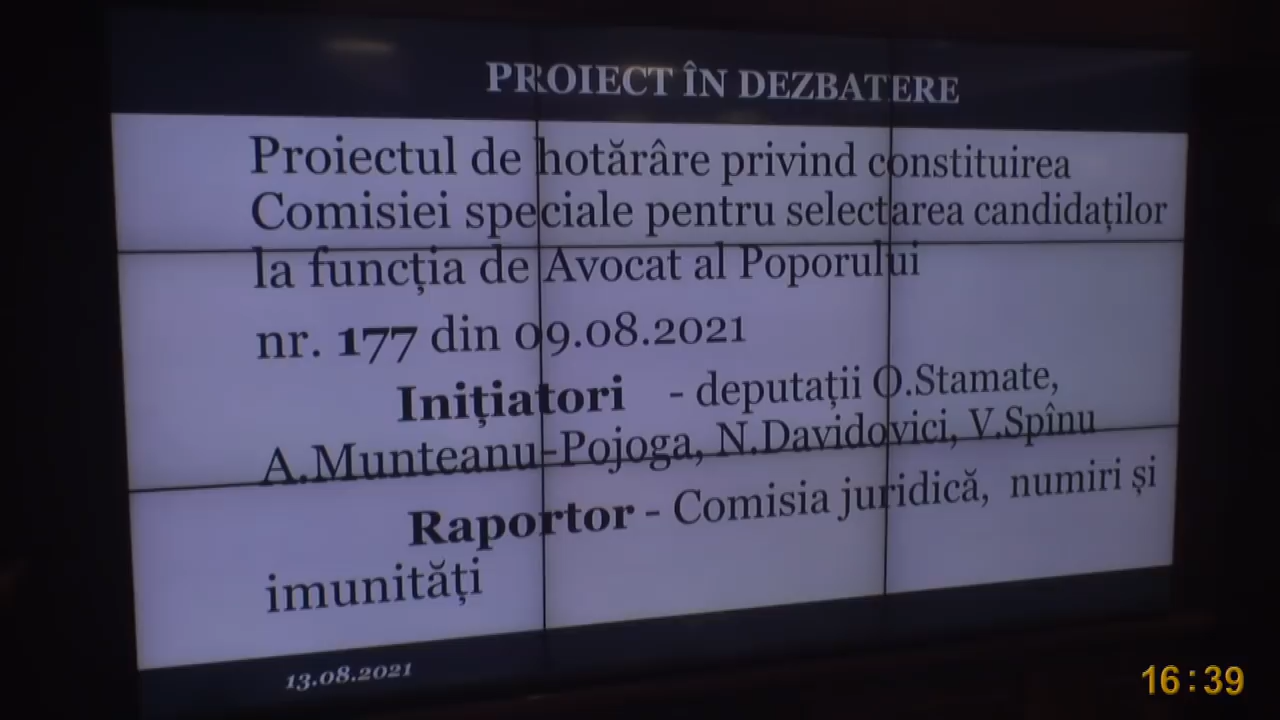 PROIECT ÎN DEZBATERE
Proiectul de hotărâre privind constituirea
Comisiei speciale pentru selectarea candidaților
la funcția de Avocat al Poporului
nr. 177 din 09.08.2021
Inițiatori - deputații O.Stamate,
A.Munteanu-Pojoga, N.Davidovici, V.Spînu
Raportor - Comisia juridică, numiri și
imunități
13.08.2021
16:39